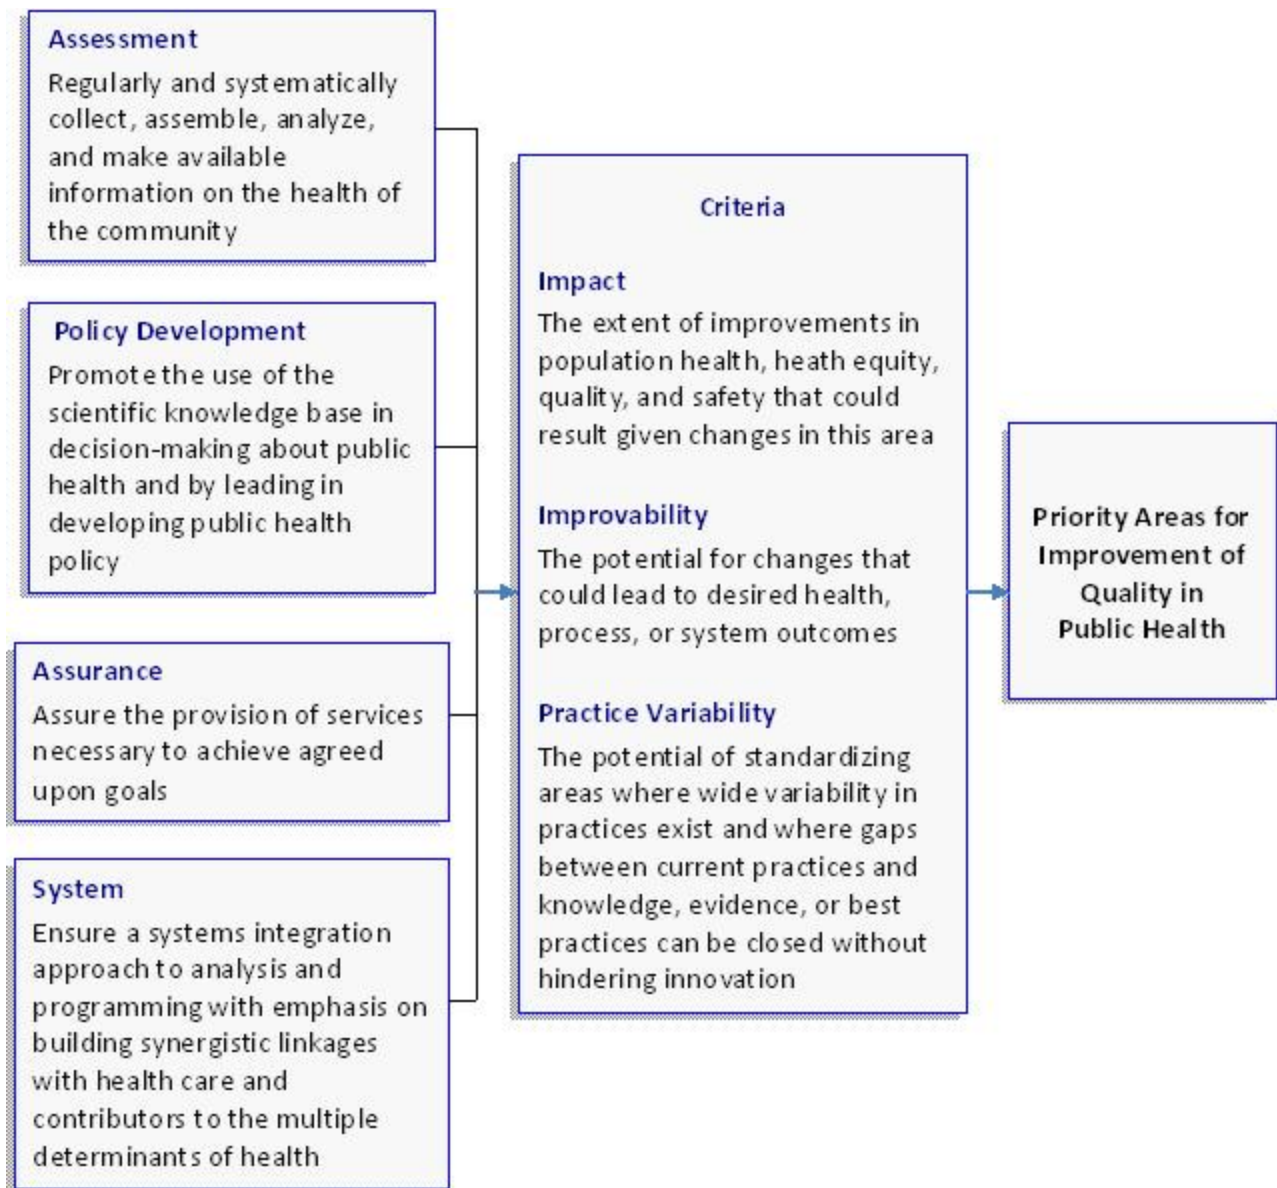 Assessment
Regularly and systematically
collect, assemble, analyze,
and make available
information on the health of
the community
Policy Development
Promote the use of the
scientific knowledge base in
decision-making about public
health and by leading in
developing public health
policy
Assurance
Assure the provision of services
necessary to achieve agreed
upon goals
System
Ensure a systems integration
approach to analysis and
programming with emphasis on
building synergistic linkages
with health care and
contributors to the multiple
determinants of health
Criteria
Impact
The extent of improvements in
population health, heath equity,
quality, and safety that could
result given changes in this area
Improvability
The potential for changes that
could lead to desired health,
process, or system outcomes
Practice Variability
The potential of standardizing
areas where wide variability in
practices exist and where gaps
between current practices and
knowledge, evidence, or best
practices can be closed without
hindering innovation
Priority Areas for
Improvement of
Quality in
Public Health